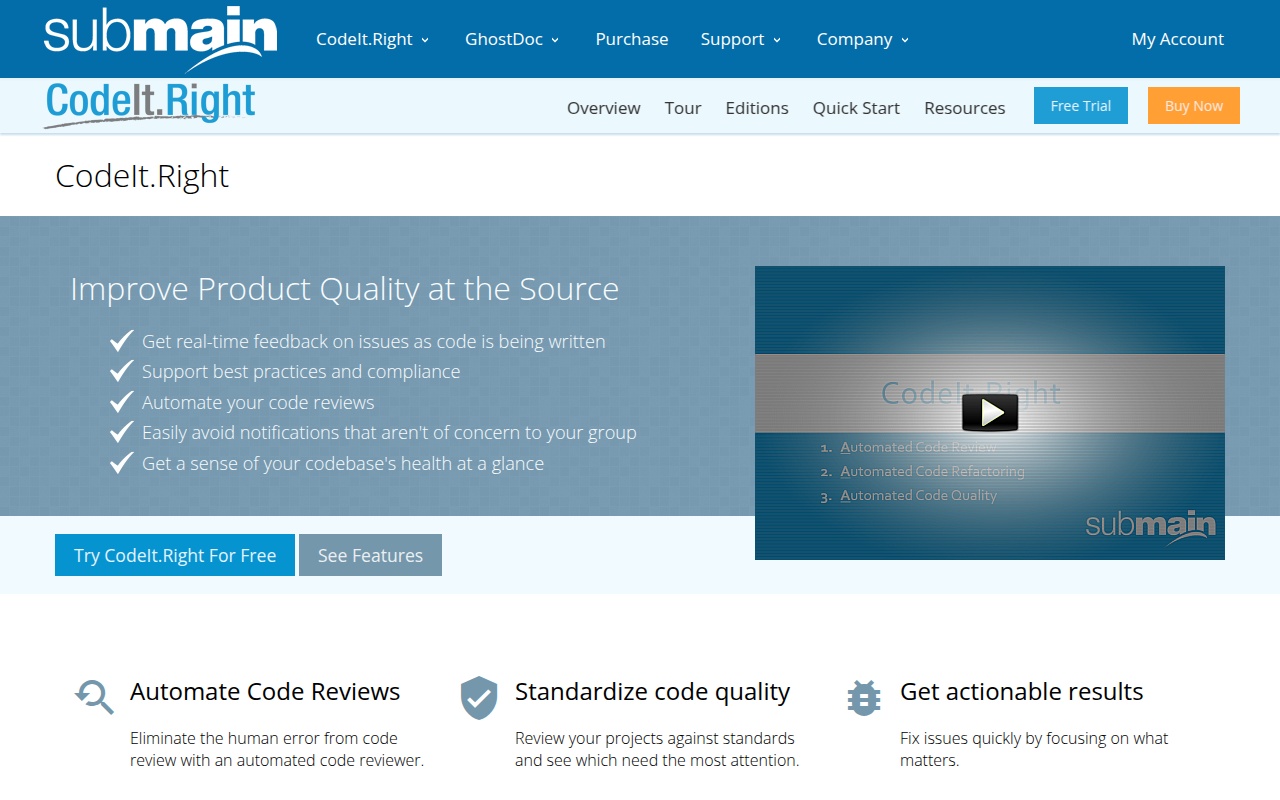 submain
CodeIt.Right
GhostDoc
Purchase
Support
Company
My Account
CodeIt.Right
Overview
Tour
Editions
Quick Start
Resources
Free Trial
Buy Now
CodeIt.Right
Improve Product Quality at the Source
Get real-time feedback on issues as code is being written
Support best practices and compliance
Automate your code reviews
Easily avoid notifications that aren't of concern to your group
Get a sense of your codebase's health at a glance
CodeIt.Right
1. Automated Code Review
2. Automated Code Refactoring
3. Automated Code Quality
submain
Try CodeIt.Right For Free
See Features
Automate Code Reviews
Eliminate the human error from code
review with an automated code reviewer.
Standardize code quality
Review your projects against standards
and see which need the most attention.
Get actionable results
Fix issues quickly by focusing on what
matters.